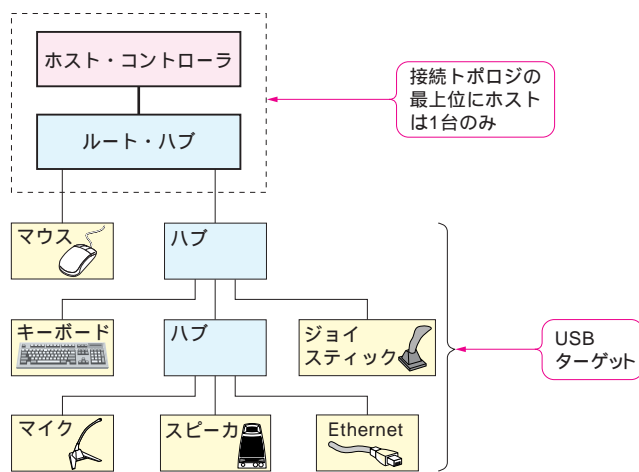 ホスト・コントローラ
ルート・ハブ
接続トポロジの
最上位にホスト
は1台のみ
マウス
ハブ
キーボード
ハブ
ジョイ
スティック
USB
ターゲット
マイク
スピーカ
Ethernet